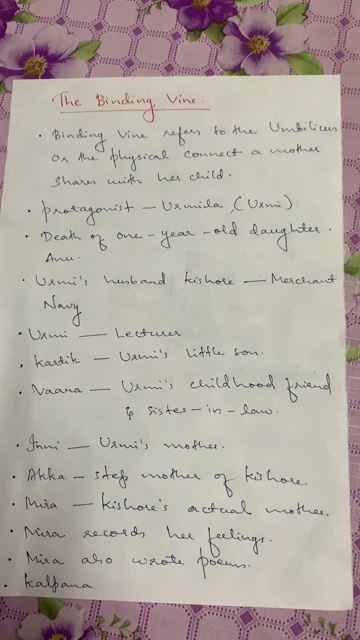 The Binding Vine.
• Binding Vine refers to the Umbilicus
Or the physical connect a mother
Shares with her child.
• protagonist — Urmila (Urmi)
• Death of one-year-old daughter.
Anu.
• Urmi's husband kishore — Merchant
Navy
• Urmi — Lecturer
• Kartik — Urmi's little son.
• Vaana — Urmi's childhood friend
& sister-in-law.
• Inni — Urmi's mother.
• Akka — step mother of kishore.
• Mira — kishore's actual mother.
• Mira records her feelings.
• Mira also wrote poems.
• Kalpana